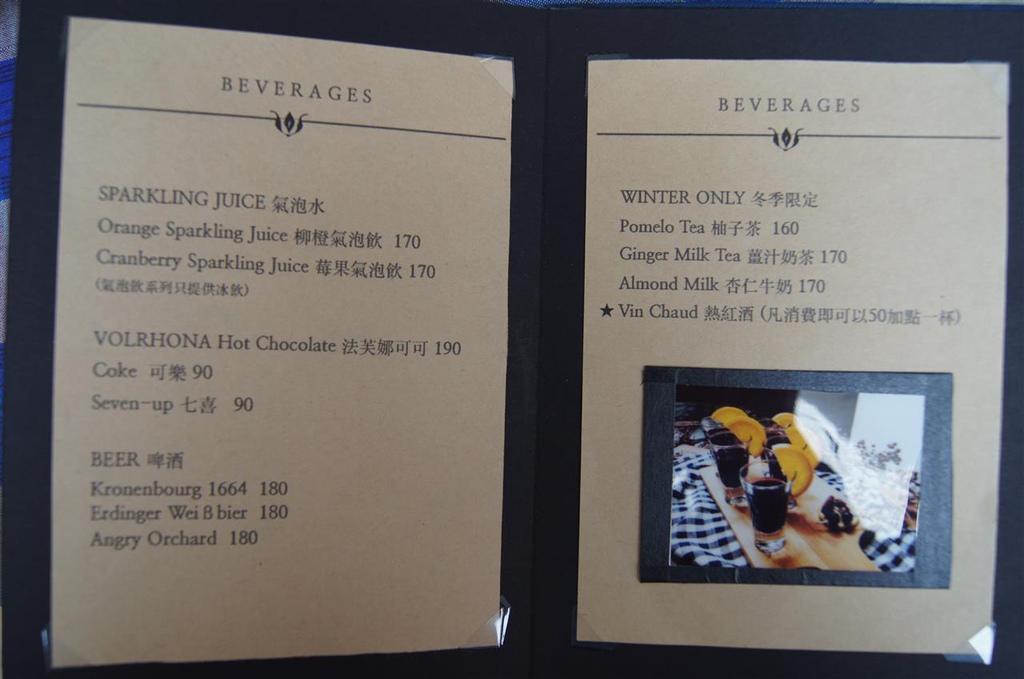 BEVERAGES
SPARKLING JUICE 氣泡水
Orange Sparkling Juice 柳橙氣泡飲 170
Cranberry Sparkling Juice 莓果氣泡飲 170
(氣泡飲系列只提供冰飲)
VOLRHONA Hot Chocolate 法芙娜可可 190
Coke 可樂 90
Seven-up 七喜 90
BEER 啤酒
Kronenbourg 1664 180
Erdinger Weißbier 180
Angry Orchard 180
BEVERAGES
WINTER ONLY 冬季限定
Pomelo Tea 柚子茶 160
Ginger Milk Tea 薑汁奶茶 170
Almond Milk 杏仁牛奶 170
★ Vin Chaud 熱紅酒 (凡消費即可以50加點一杯)